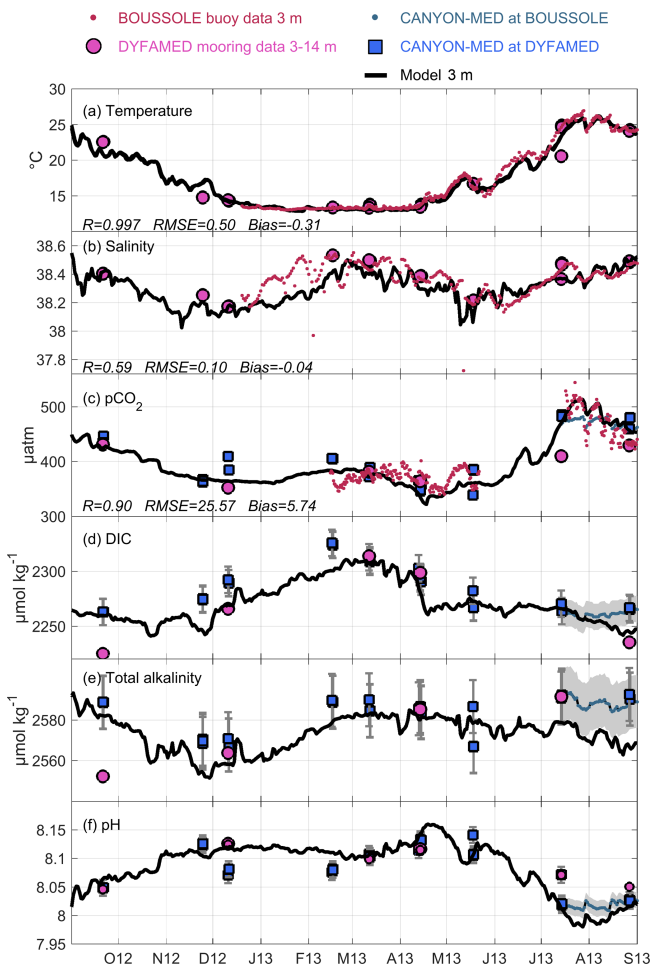 BOUSSOLE buoy data 3 m
CANYON-MED at BOUSSOLE
DYFAMED mooring data 3-14 m
CANYON-MED at DYFAMED
Model 3 m
30
(a) Temperature
25
°C
20
15
R=0.997 RMSE=0.50 Bias=-0.31
38.6
(b) Salinity
38.4
38.2
38
37.8
R=0.59 RMSE=0.10 Bias=-0.04
(c) pCO₂
500
µatm
400
R=0.90 RMSE=25.57 Bias=5.74
300
(d) DIC
µmol kg⁻¹
2300
2250
(e) Total alkalinity
µmol kg⁻¹
2580
2560
(f) pH
8.15
8.1
8.05
8
7.95
O12 N12 D12 J13 F13 M13 A13 M13 J13 J13 A13 S13